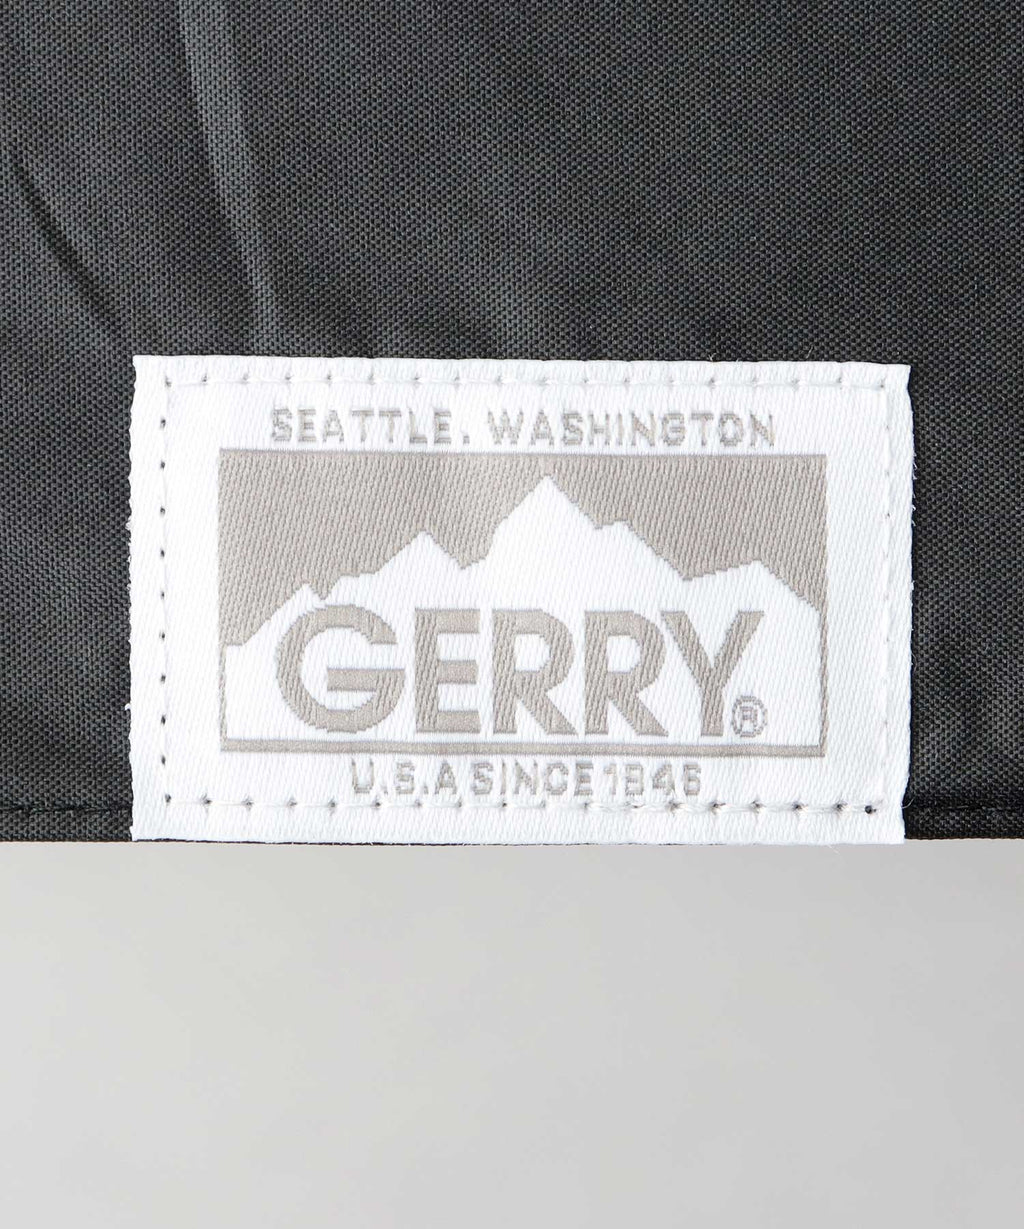 SEATTLE, WASHINGTON
GERRY®
U.S.A SINCE 1946